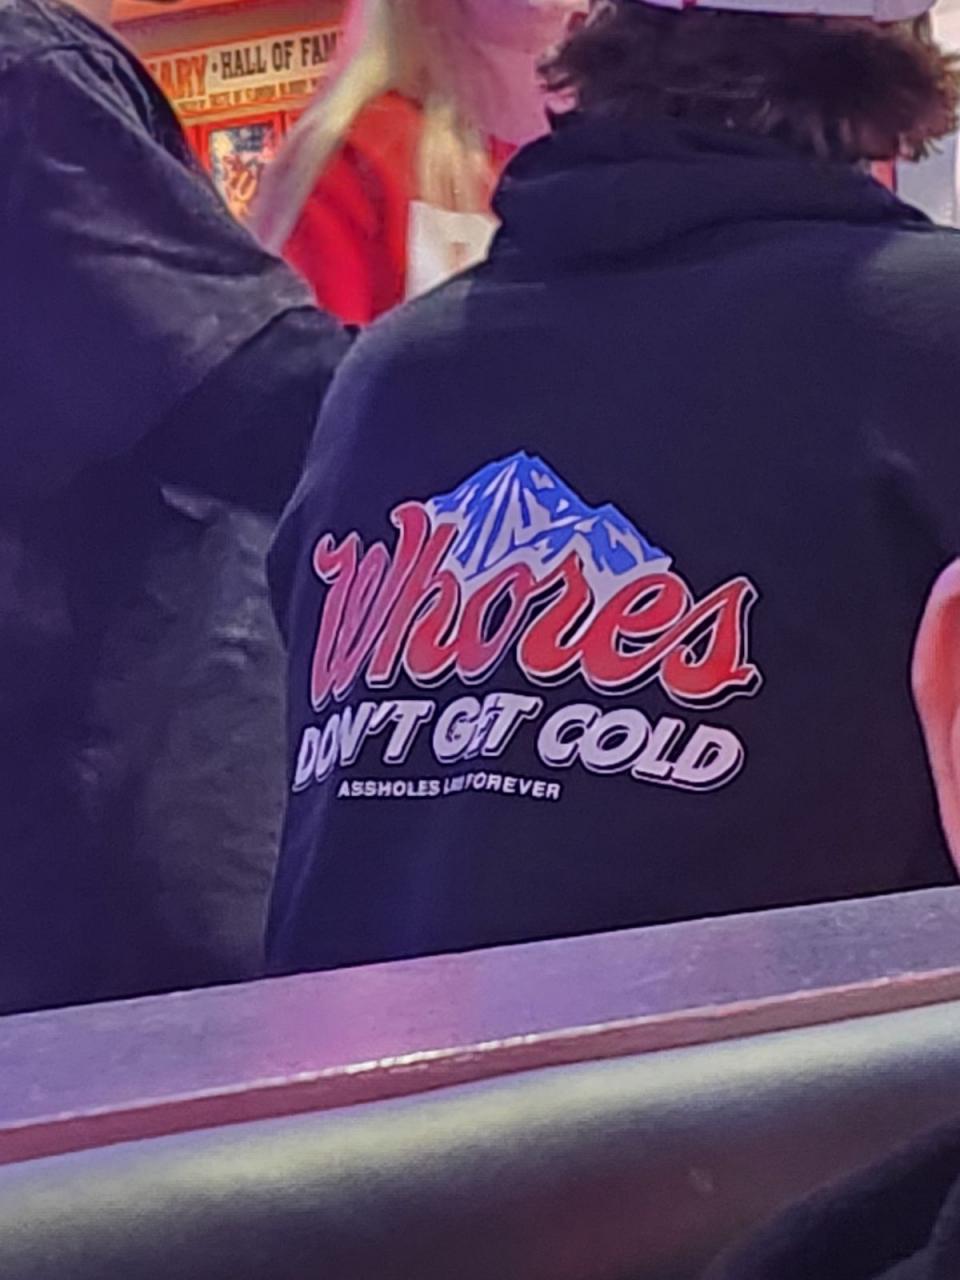 HALL OF FAM
Whores
DON'T GET COLD
ASSHOLES FOREVER